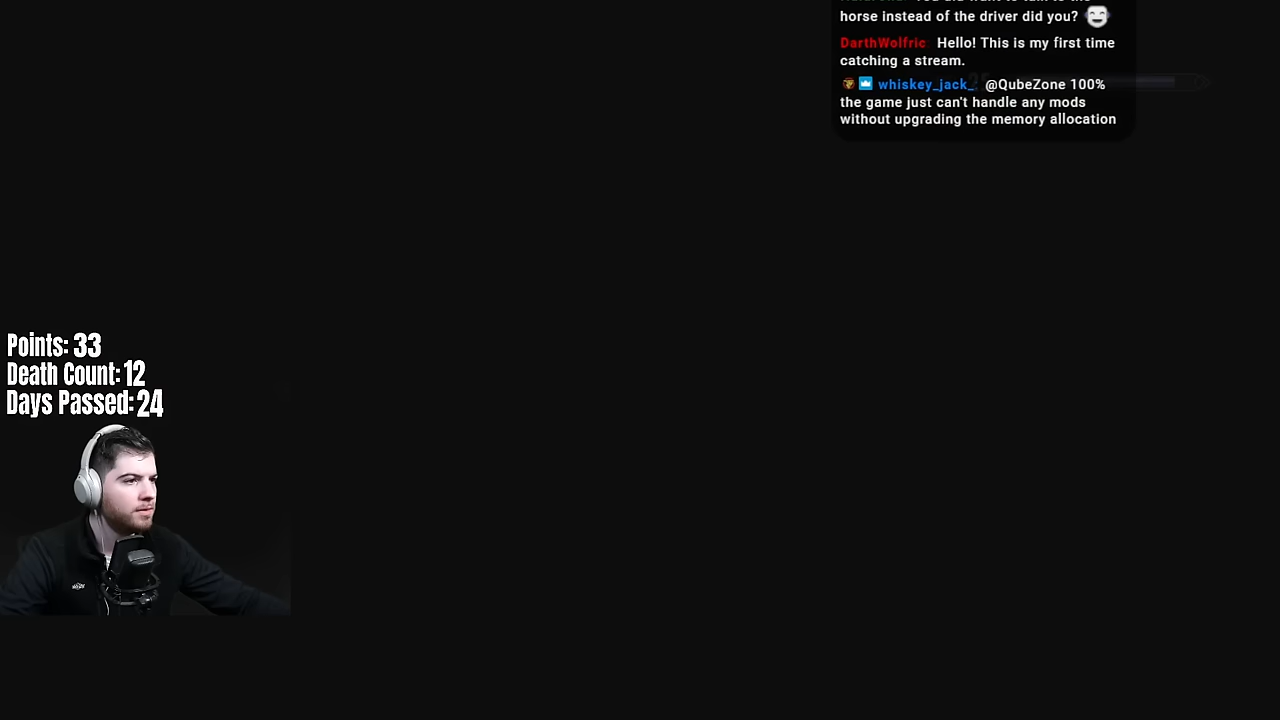 horse instead of the driver did you?
DarthWolfric: Hello! This is my first time
catching a stream.
whiskey_jack_: @QubeZone 100%
the game just can't handle any mods
without upgrading the memory allocation
Points: 33
Death Count: 12
Days Passed: 24